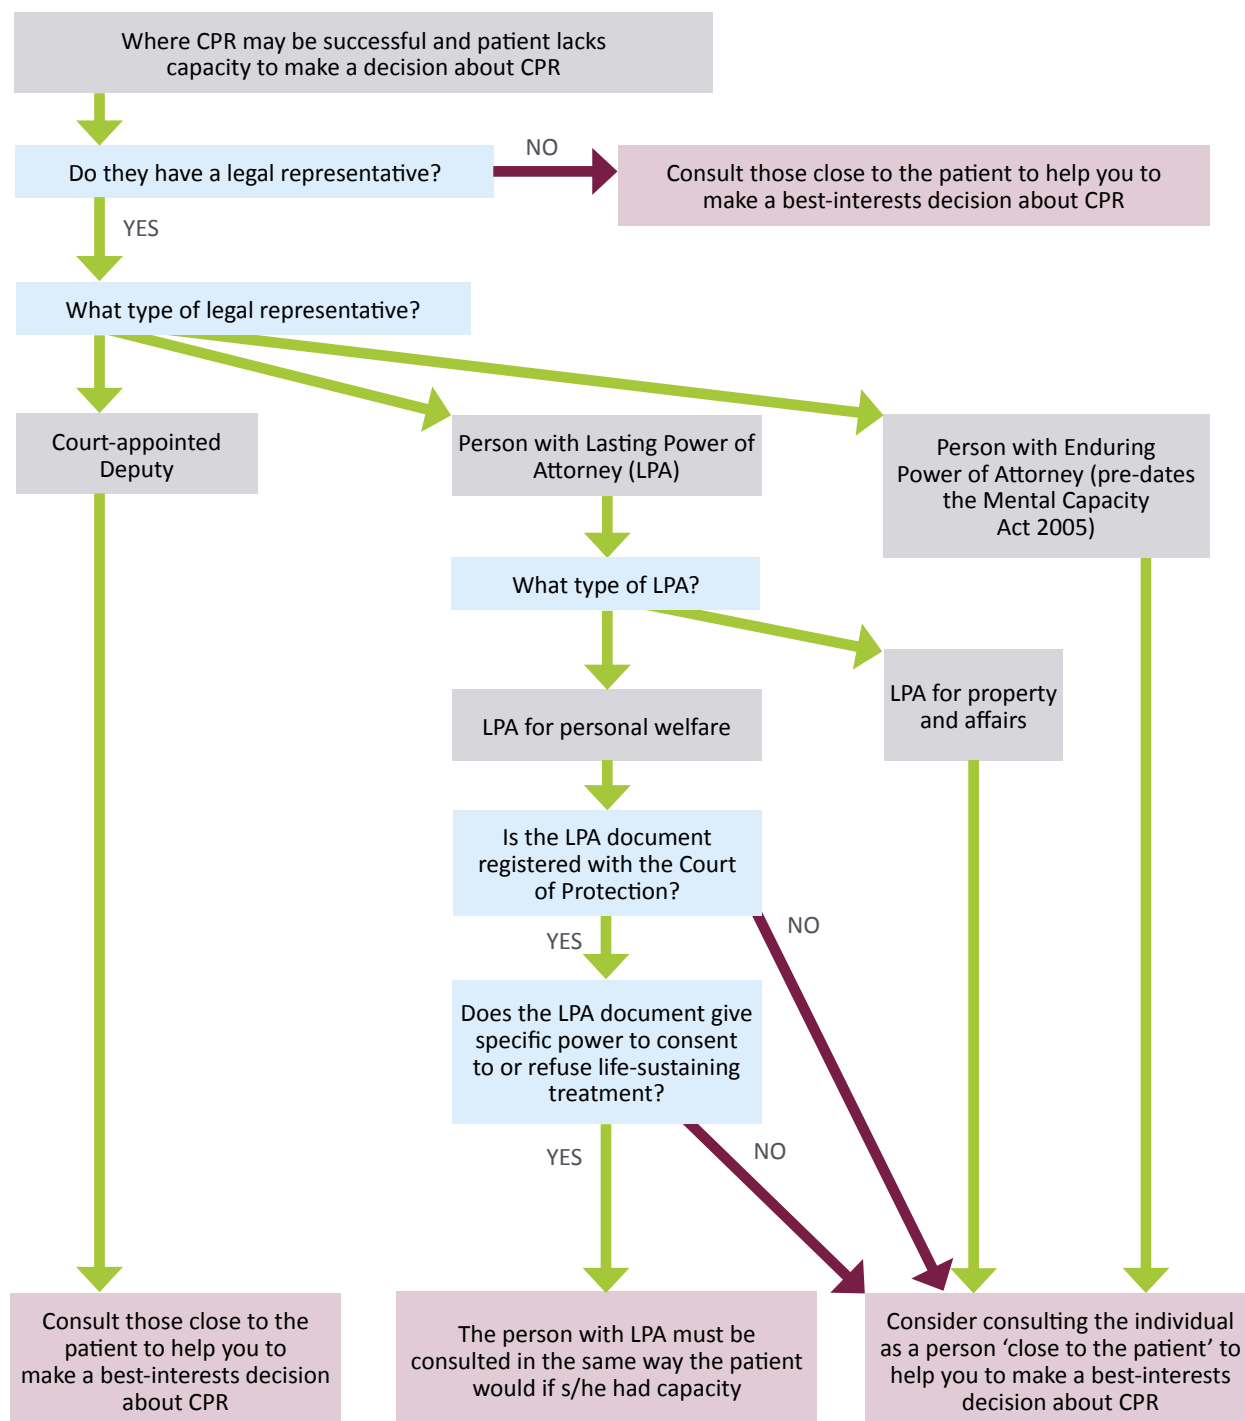 Where CPR may be successful and patient lacks
capacity to make a decision about CPR
Do they have a legal representative?
NO
Consult those close to the patient to help you to
make a best-interests decision about CPR
YES
What type of legal representative?
Court-appointed
Deputy
Person with Lasting Power of
Attorney (LPA)
Person with Enduring
Power of Attorney (pre-dates
the Mental Capacity
Act 2005)
What type of LPA?
LPA for personal welfare
LPA for property
and affairs
Is the LPA document
registered with the Court
of Protection?
YES
NO
Does the LPA document give
specific power to consent
to or refuse life-sustaining
treatment?
YES
NO
Consult those close to the
patient to help you to
make a best-interests decision
about CPR
The person with LPA must be
consulted in the same way the patient
would if s/he had capacity
Consider consulting the individual
as a person ‘close to the patient’ to
help you to make a best-interests
decision about CPR